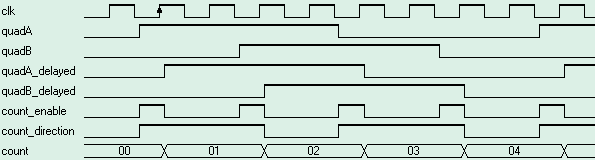 clk
quadA
quadB
quadA_delayed
quadB_delayed
count_enable
count_direction
count 00 01 02 03 04